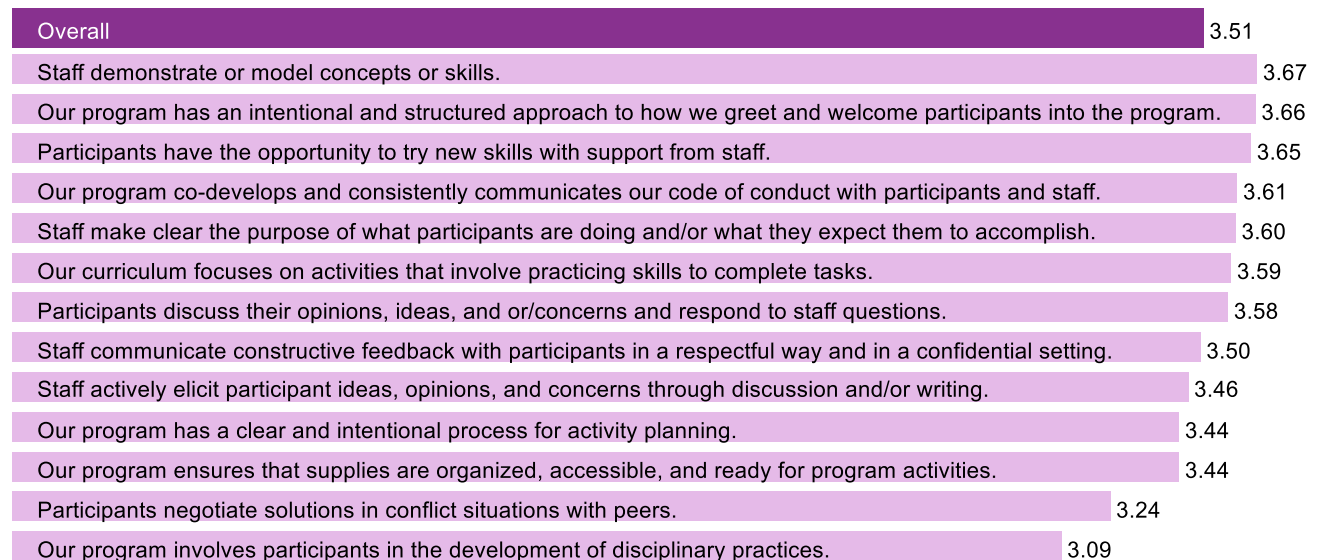 Overall 3.51
Staff demonstrate or model concepts or skills. 3.67
Our program has an intentional and structured approach to how we greet and welcome participants into the program. 3.66
Participants have the opportunity to try new skills with support from staff. 3.65
Our program co-develops and consistently communicates our code of conduct with participants and staff. 3.61
Staff make clear the purpose of what participants are doing and/or what they expect them to accomplish. 3.60
Our curriculum focuses on activities that involve practicing skills to complete tasks. 3.59
Participants discuss their opinions, ideas, and or/concerns and respond to staff questions. 3.58
Staff communicate constructive feedback with participants in a respectful way and in a confidential setting. 3.50
Staff actively elicit participant ideas, opinions, and concerns through discussion and/or writing. 3.46
Our program has a clear and intentional process for activity planning. 3.44
Our program ensures that supplies are organized, accessible, and ready for program activities. 3.44
Participants negotiate solutions in conflict situations with peers. 3.24
Our program involves participants in the development of disciplinary practices. 3.09